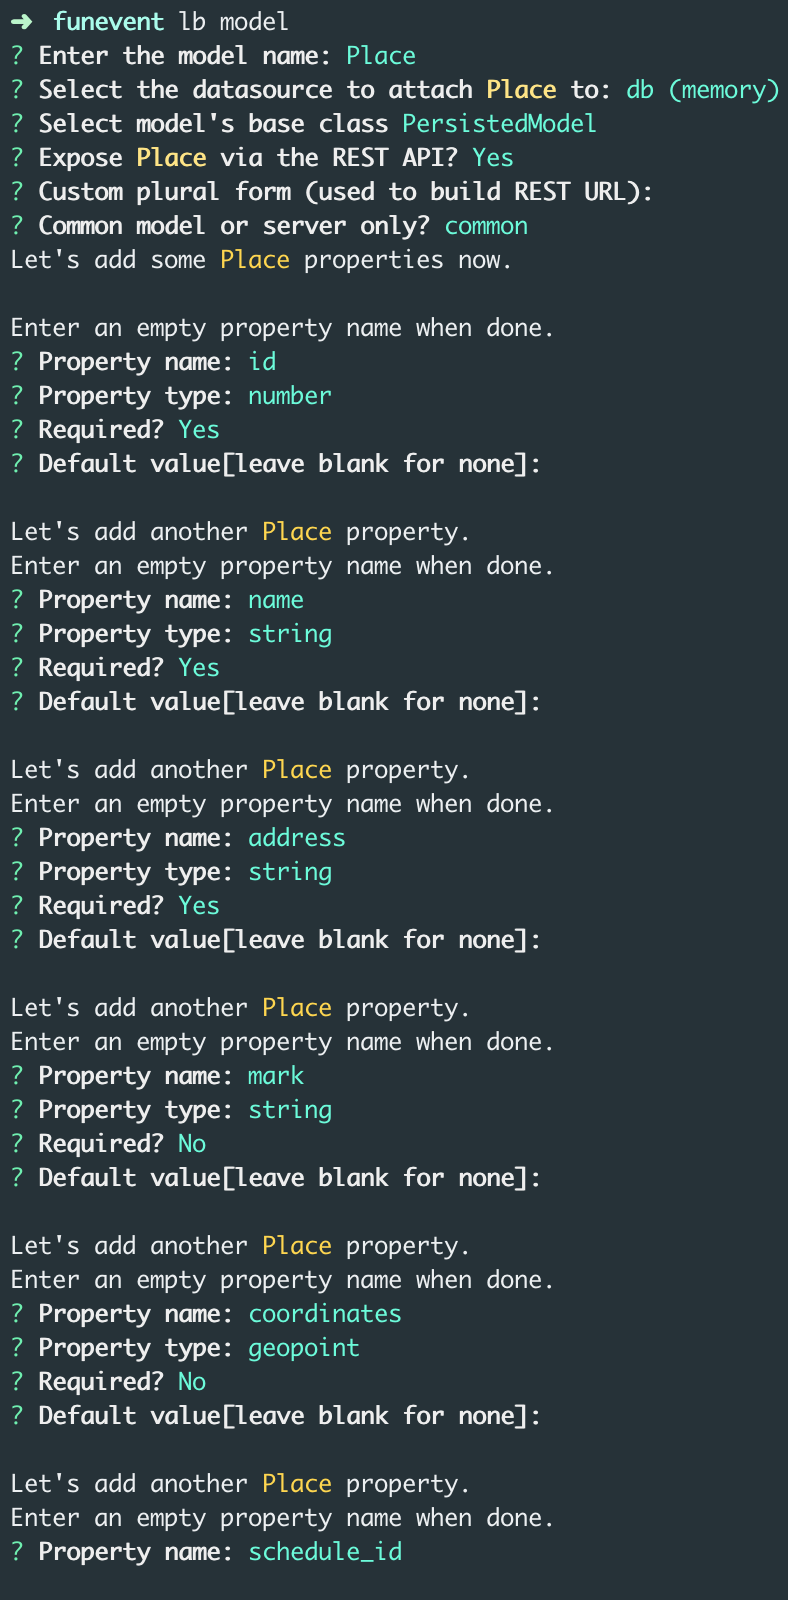 ➜ funevent lb model
? Enter the model name: Place
? Select the datasource to attach Place to: db (memory)
? Select model's base class PersistedModel
? Expose Place via the REST API? Yes
? Custom plural form (used to build REST URL):
? Common model or server only? common
Let's add some Place properties now.

Enter an empty property name when done.
? Property name: id
? Property type: number
? Required? Yes
? Default value[leave blank for none]:

Let's add another Place property.
Enter an empty property name when done.
? Property name: name
? Property type: string
? Required? Yes
? Default value[leave blank for none]:

Let's add another Place property.
Enter an empty property name when done.
? Property name: address
? Property type: string
? Required? Yes
? Default value[leave blank for none]:

Let's add another Place property.
Enter an empty property name when done.
? Property name: mark
? Property type: string
? Required? No
? Default value[leave blank for none]:

Let's add another Place property.
Enter an empty property name when done.
? Property name: coordinates
? Property type: geopoint
? Required? No
? Default value[leave blank for none]:

Let's add another Place property.
Enter an empty property name when done.
? Property name: schedule_id